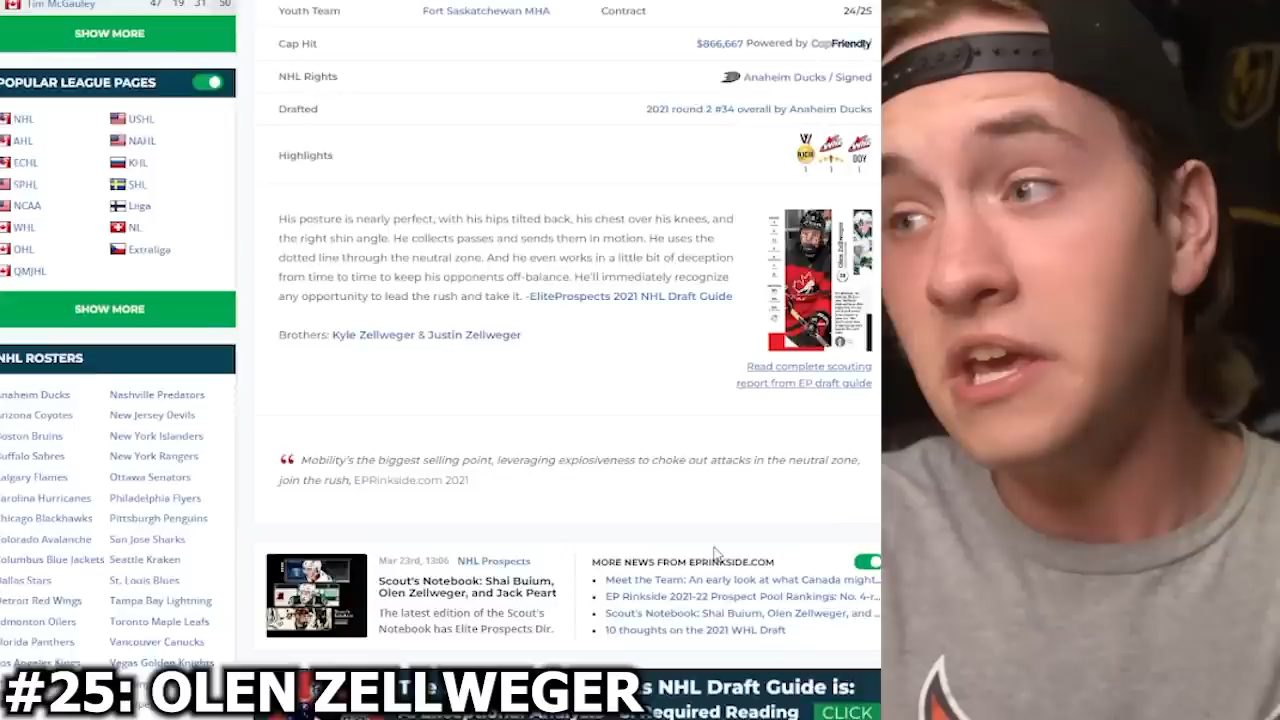 Tim McGauley 47 19 31 50
SHOW MORE
POPULAR LEAGUE PAGES
NHL USHL
AHL NAHL
ECHL KHL
SPHL SHL
NCAA Liiga
WHL NL
OHL Extraliga
QMJHL
SHOW MORE
NHL ROSTERS
Anaheim Ducks Nashville Predators
Arizona Coyotes New Jersey Devils
Boston Bruins New York Islanders
Buffalo Sabres New York Rangers
Calgary Flames Ottawa Senators
Carolina Hurricanes Philadelphia Flyers
Chicago Blackhawks Pittsburgh Penguins
Colorado Avalanche San Jose Sharks
Columbus Blue Jackets Seattle Kraken
Dallas Stars St. Louis Blues
Detroit Red Wings Tampa Bay Lightning
Edmonton Oilers Toronto Maple Leafs
Florida Panthers Vancouver Canucks
Los Angeles Kings Vegas Golden Knights
Youth Team Fort Saskatchewan MHA Contract 24/25
Cap Hit $866,667 Powered by CapFriendly
NHL Rights Anaheim Ducks / Signed
Drafted 2021 round 2 #34 overall by Anaheim Ducks
Highlights
1 1 DOY 1
His posture is nearly perfect, with his hips tilted back, his chest over his knees, and
the right shin angle. He collects passes and sends them in motion. He uses the
dotted line through the neutral zone. And he even works in a little bit of deception
from time to time to keep his opponents off-balance. He'll immediately recognize
any opportunity to lead the rush and take it. -EliteProspects 2021 NHL Draft Guide
Brothers: Kyle Zellweger & Justin Zellweger
Olen Zellweger
Read complete scouting
report from EP draft guide
“ Mobility's the biggest selling point, leveraging explosiveness to choke out attacks in the neutral zone,
join the rush, EPRinkside.com 2021
Mar 23rd, 13:06 NHL Prospects
Scout's Notebook: Shai Buium,
Olen Zellweger, and Jack Peart
The latest edition of the Scout's
Notebook has Elite Prospects Dir.
MORE NEWS FROM EPRINKSIDE.COM
Meet the Team: An early look at what Canada might...
EP Rinkside 2021-22 Prospect Pool Rankings: No. 4-r...
Scout's Notebook: Shai Buium, Olen Zellweger, and ...
10 thoughts on the 2021 WHL Draft
#25: OLEN ZELLWEGER
s NHL Draft Guide is:
Required Reading
CLICK